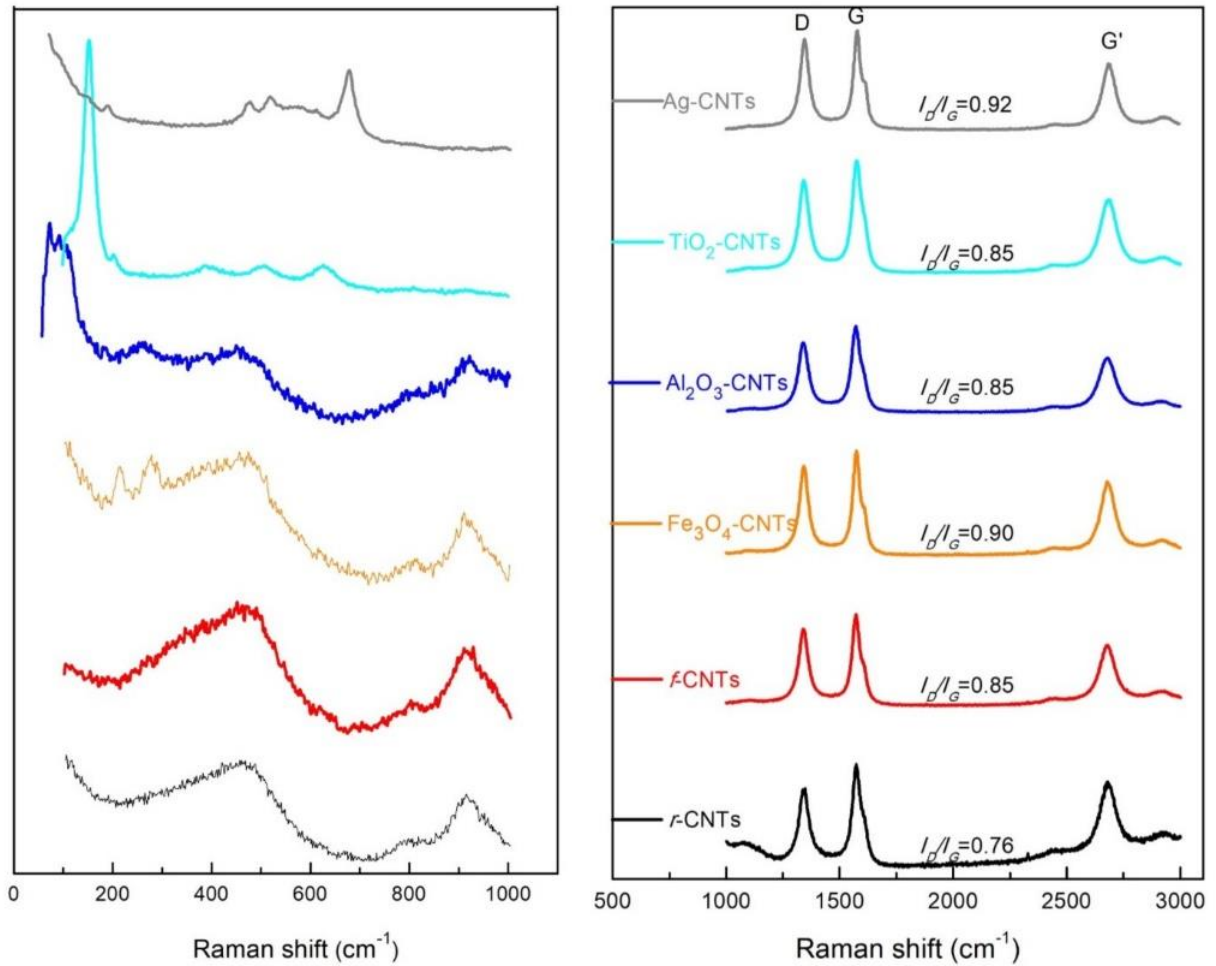 D
G
G'
Ag-CNTs
I_D/I_G=0.92
TiO₂-CNTs
I_D/I_G=0.85
Al₂O₃-CNTs
I_D/I_G=0.85
Fe₃O₄-CNTs
I_D/I_G=0.90
f-CNTs
I_D/I_G=0.85
r-CNTs
I_D/I_G=0.76
0 200 400 600 800 1000
500 1000 1500 2000 2500 3000
Raman shift (cm⁻¹)
Raman shift (cm⁻¹)